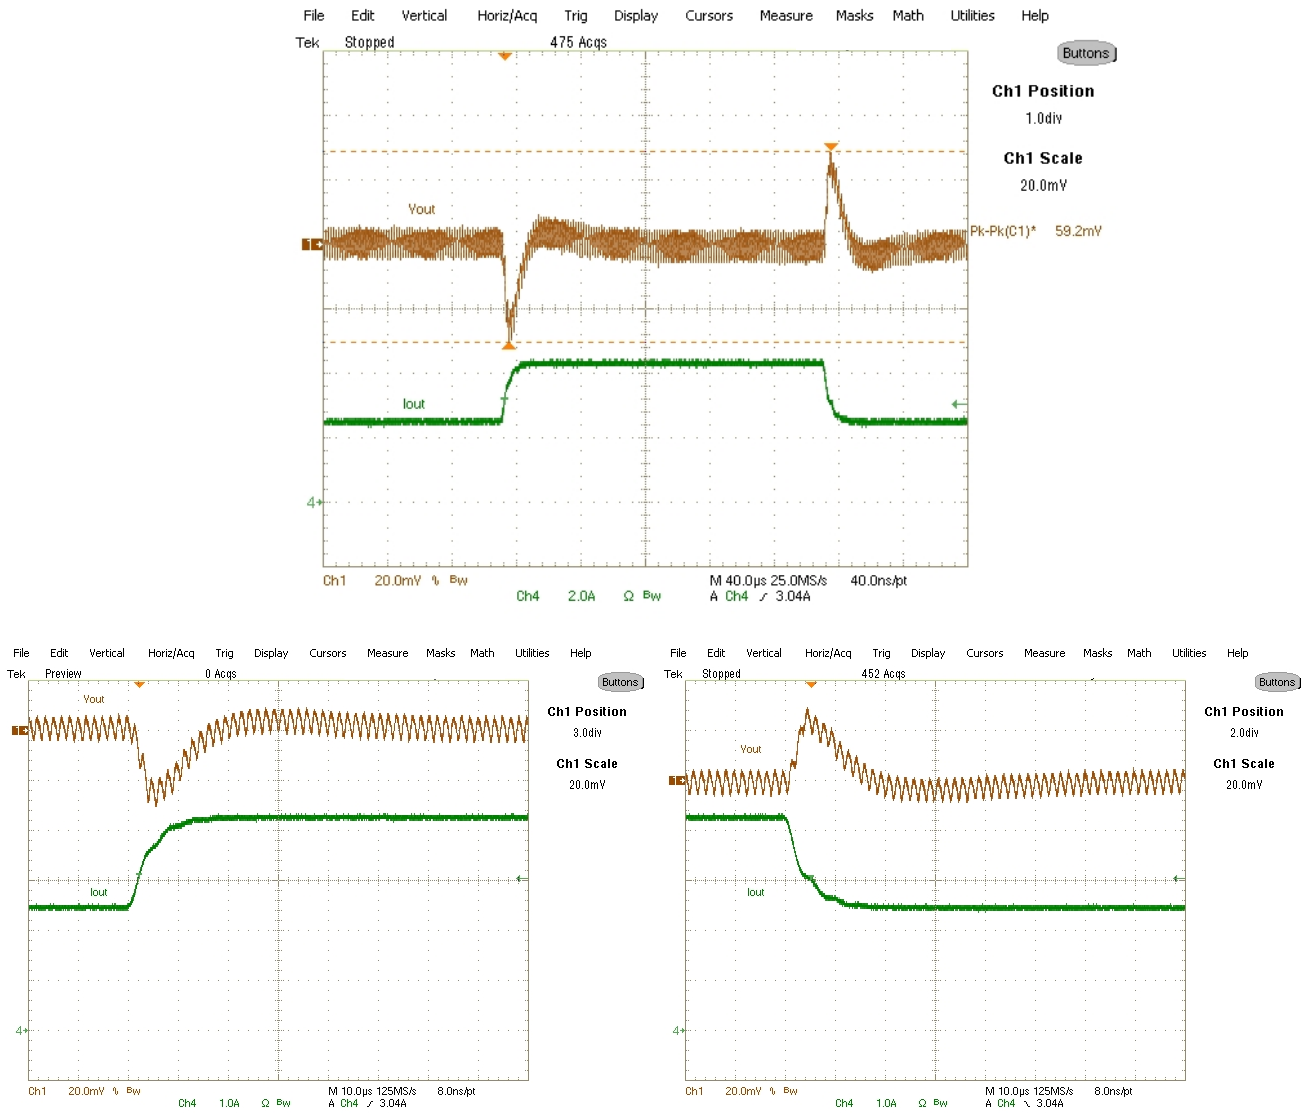 File Edit Vertical Horiz/Acq Trig Display Cursors Measure Masks Math Utilities Help
Tek Stopped 475 Acqs
Buttons
Ch1 Position
1.0div
Ch1 Scale
20.0mV
Vout
1
Pk-Pk(C1)* 59.2mV
Iout
4
Ch1 20.0mV % Bw M 40.0µs 25.0MS/s 40.0ns/pt
Ch4 2.0A Ω Bw A Ch4 / 3.04A
File Edit Vertical Horiz/Acq Trig Display Cursors Measure Masks Math Utilities Help
Tek Preview 0 Acqs
Buttons
Vout
Ch1 Position
3.0div
1
Ch1 Scale
20.0mV
Iout
4
Ch1 20.0mV % Bw M 10.0µs 125MS/s 8.0ns/pt
Ch4 1.0A Ω Bw A Ch4 / 3.04A
File Edit Vertical Horiz/Acq Trig Display Cursors Measure Masks Math Utilities Help
Tek Stopped 452 Acqs
Buttons
Ch1 Position
2.0div
Vout
Ch1 Scale
1
20.0mV
Iout
4
Ch1 20.0mV % Bw M 10.0µs 125MS/s 8.0ns/pt
Ch4 1.0A Ω Bw A Ch4 / 3.04A